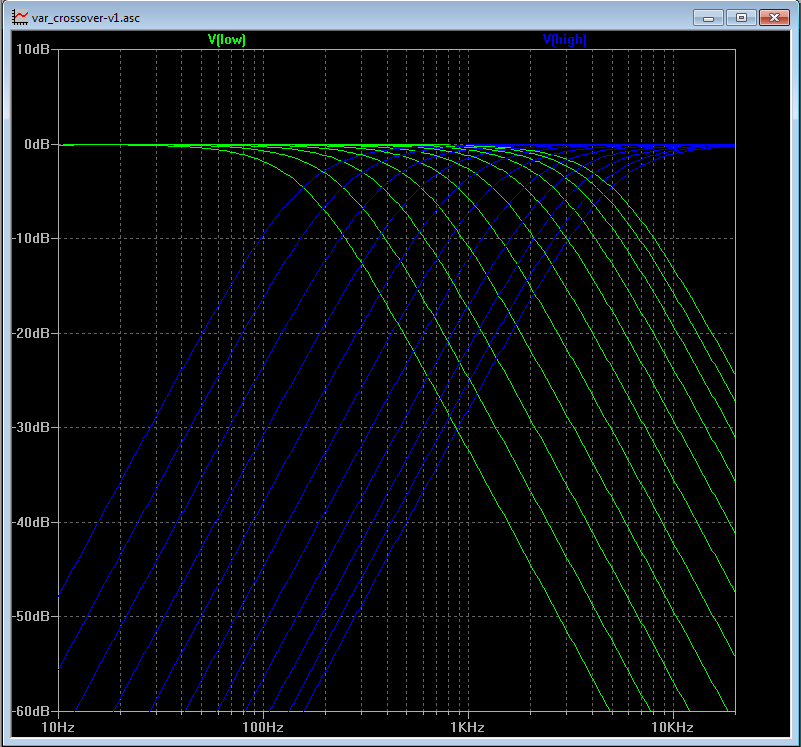 var_crossover-v1.asc
V(low)
V(high)
10dB
0dB
-10dB
-20dB
-30dB
-40dB
-50dB
-60dB
10Hz
100Hz
1KHz
10KHz